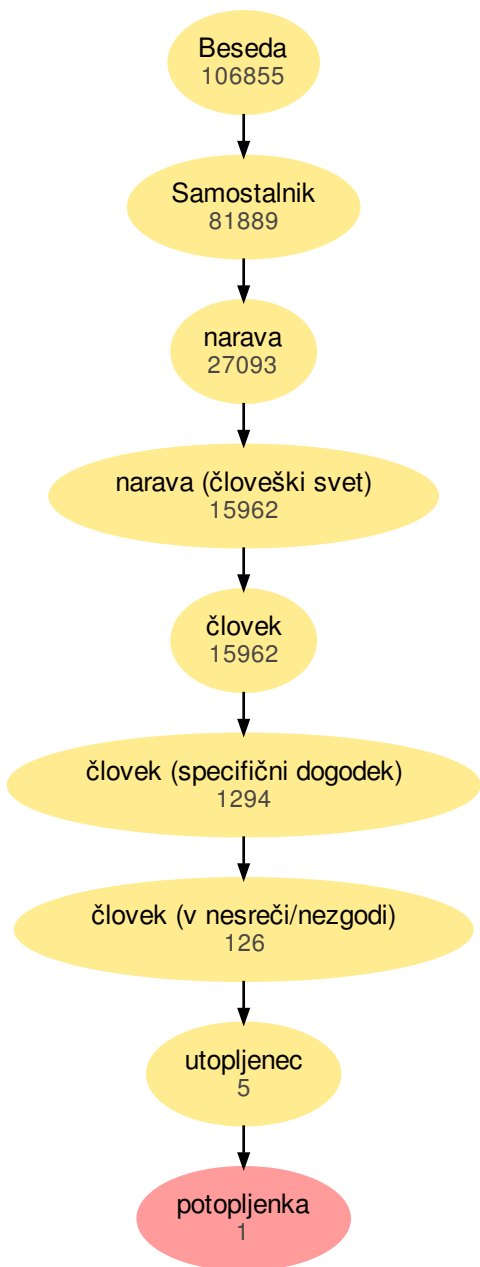 Beseda
106855
Samostalnik
81889
narava
27093
narava (človeški svet)
15962
človek
15962
človek (specifični dogodek)
1294
človek (v nesreči/nezgodi)
126
utopljenec
5
potopljenka
1